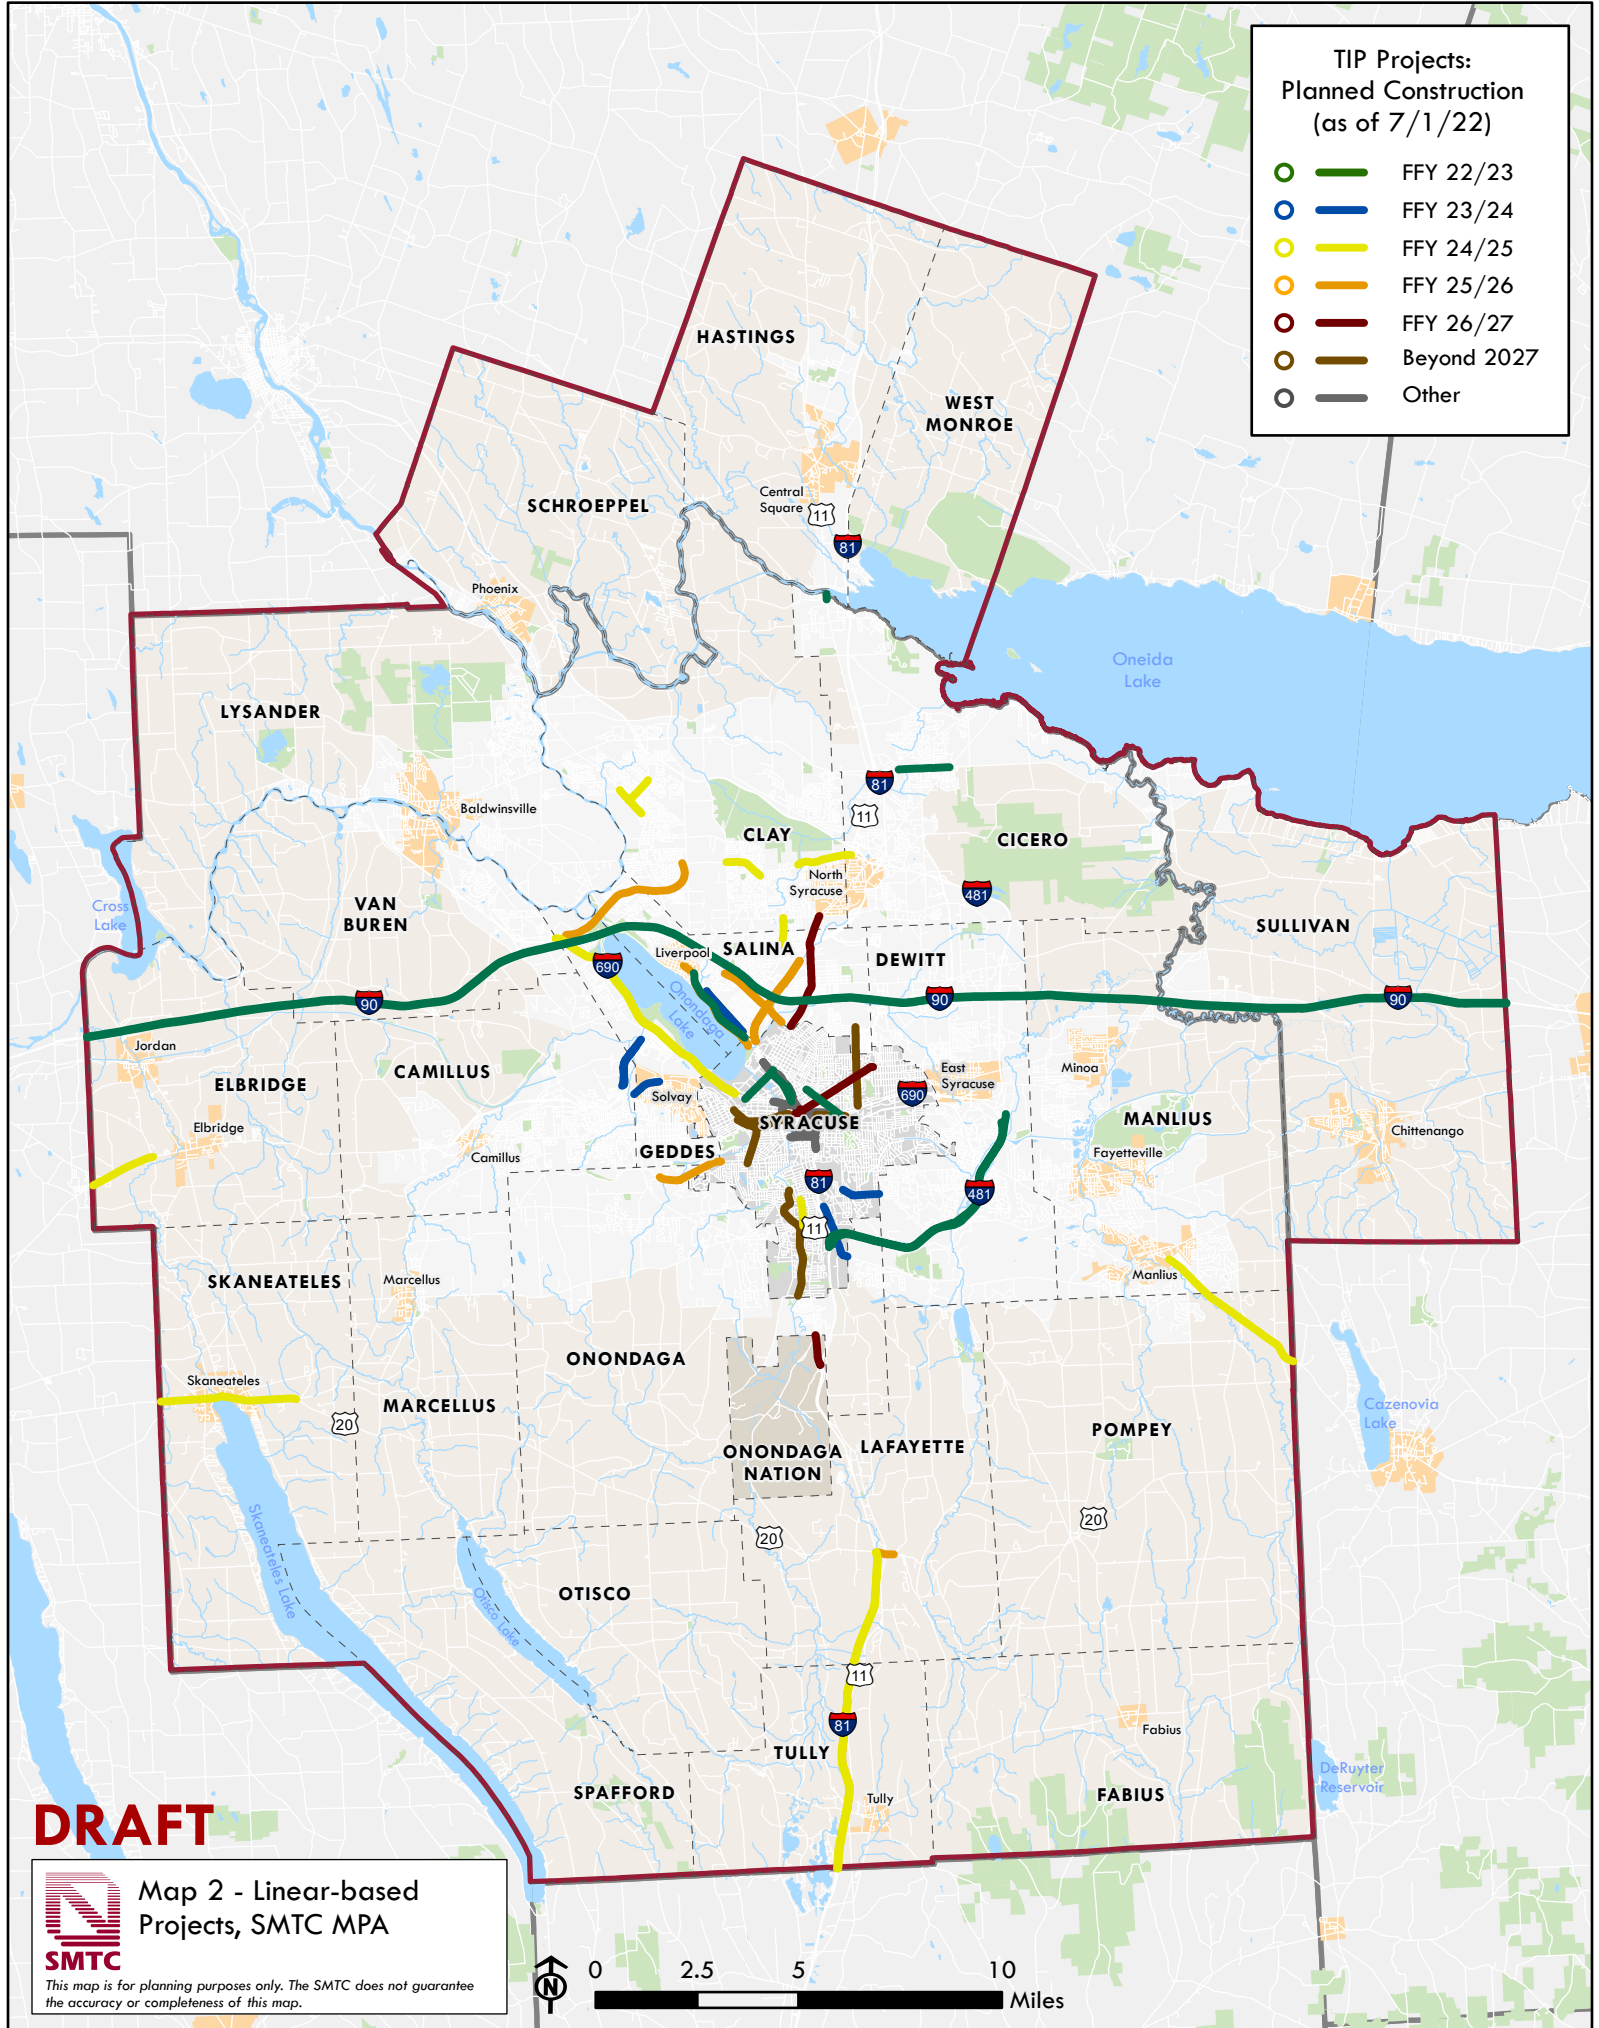 TIP Projects:
Planned Construction
(as of 7/1/22)
FFY 22/23
FFY 23/24
FFY 24/25
FFY 25/26
FFY 26/27
Beyond 2027
Other
HASTINGS
WEST
MONROE
SCHROEPPEL
Central
Square
11
81
Phoenix
Oneida
Lake
LYSANDER
81
11
Baldwinsville
CLAY
CICERO
North
Syracuse
481
Cross
Lake
VAN
BUREN
SULLIVAN
Liverpool
SALINA
DEWITT
690
90
90
90
Onondaga
Lake
Jordan
ELBRIDGE
CAMILLUS
Solvay
East
Syracuse
690
Minoa
MANLIUS
SYRACUSE
Elbridge
Camillus
GEDDES
Fayetteville
Chittenango
81
481
11
SKANEATELES
Marcellus
Manlius
ONONDAGA
Skaneateles
20
MARCELLUS
Cazenovia
Lake
POMPEY
ONONDAGA
NATION
LAFAYETTE
20
20
Skaneateles Lake
Otisco Lake
OTISCO
11
81
Fabius
TULLY
DeRuyter
Reservoir
SPAFFORD
Tully
FABIUS
DRAFT
Map 2 - Linear-based
Projects, SMTC MPA
SMTC
This map is for planning purposes only. The SMTC does not guarantee
the accuracy or completeness of this map.
N
0 2.5 5 10
Miles